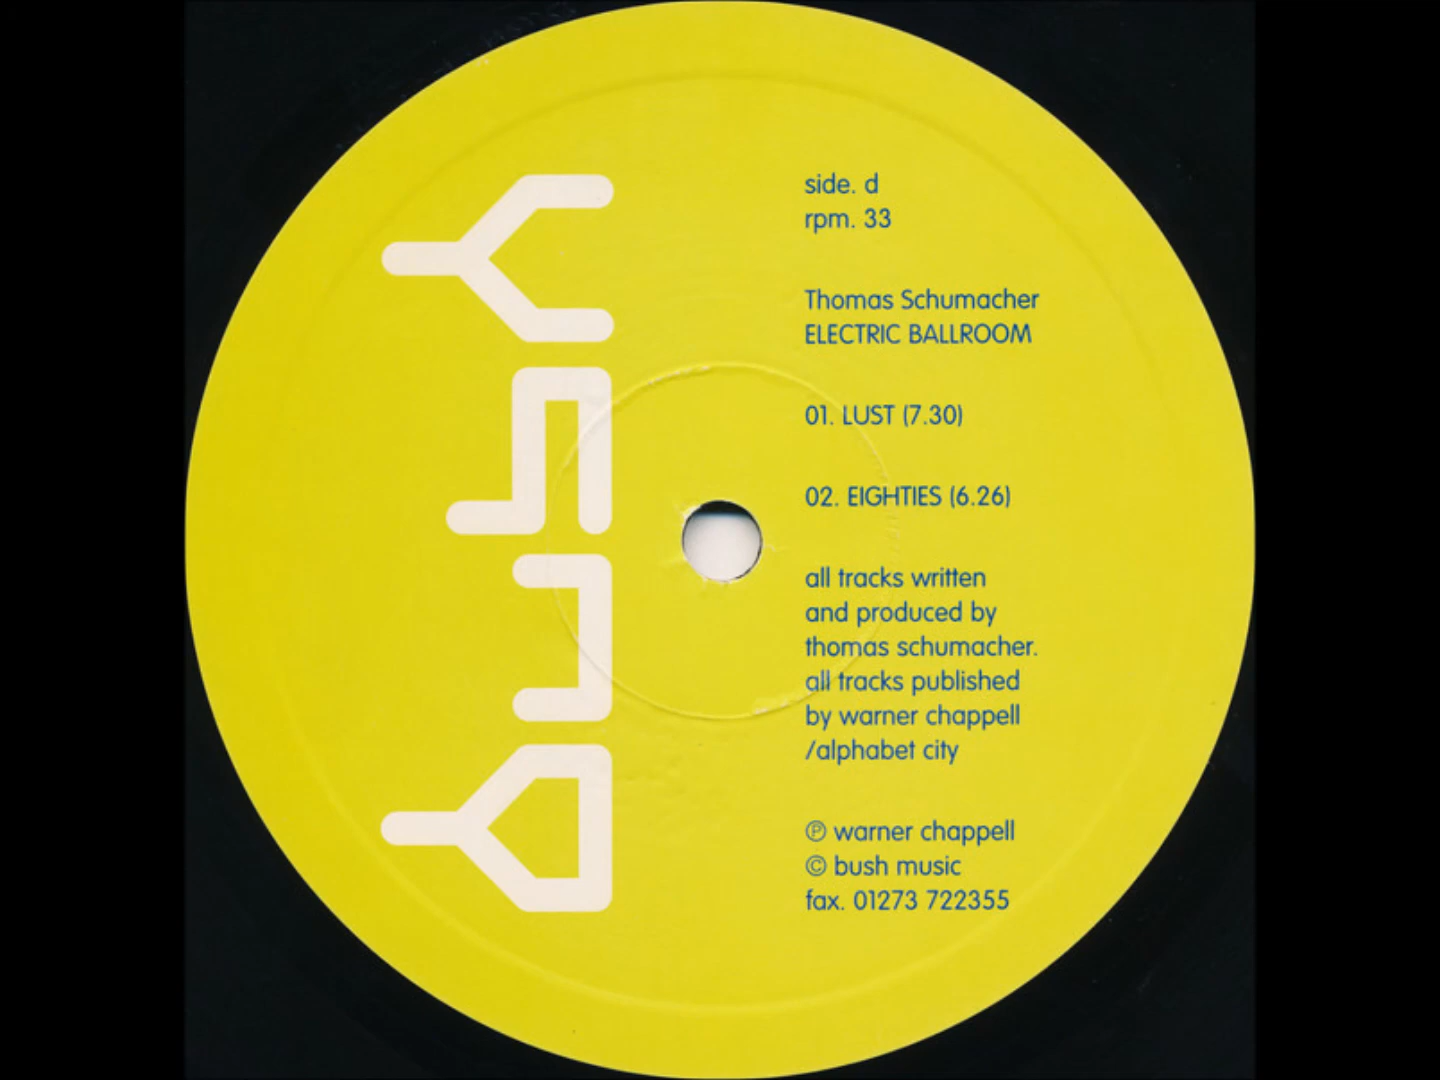 bush
side. d
rpm. 33
Thomas Schumacher
ELECTRIC BALLROOM
01. LUST (7.30)
02. EIGHTIES (6.26)
all tracks written
and produced by
thomas schumacher.
all tracks published
by warner chappell
/alphabet city
℗ warner chappell
© bush music
fax. 01273 722355